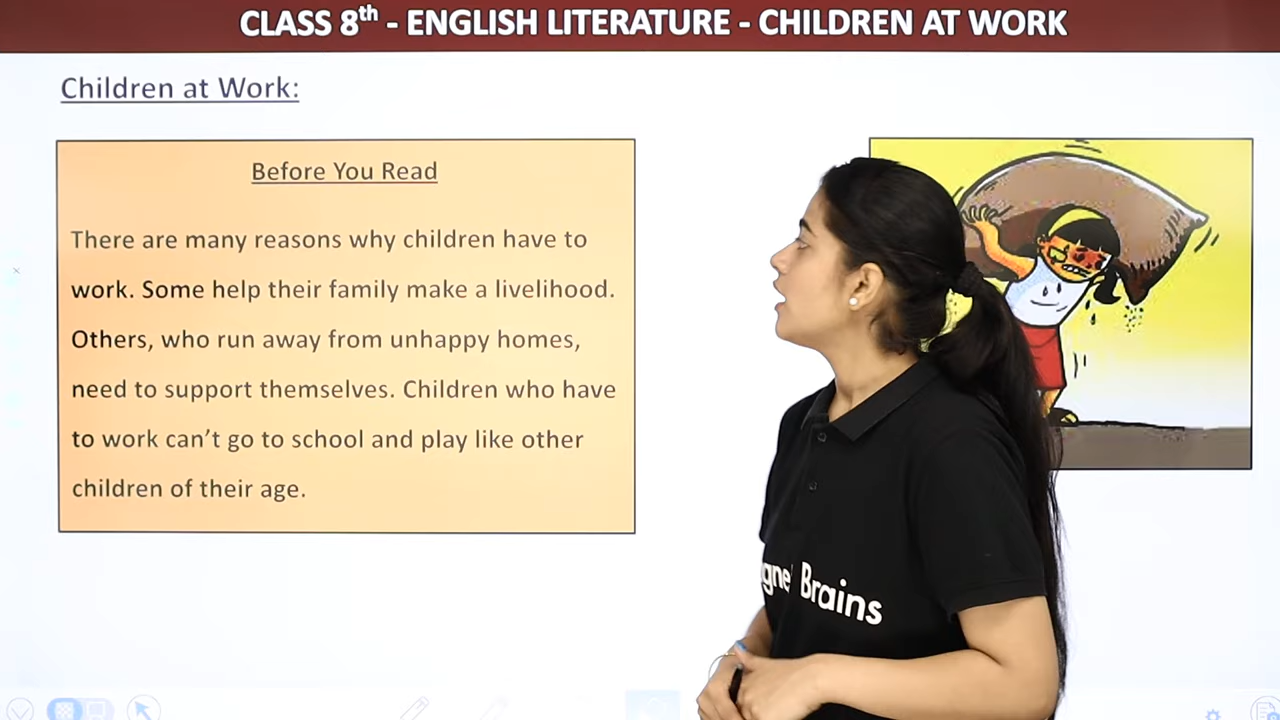 CLASS 8th - ENGLISH LITERATURE - CHILDREN AT WORK
Children at Work:
Before You Read
There are many reasons why children have to
work. Some help their family make a livelihood.
Others, who run away from unhappy homes,
need to support themselves. Children who have
to work can't go to school and play like other
children of their age.
Brains